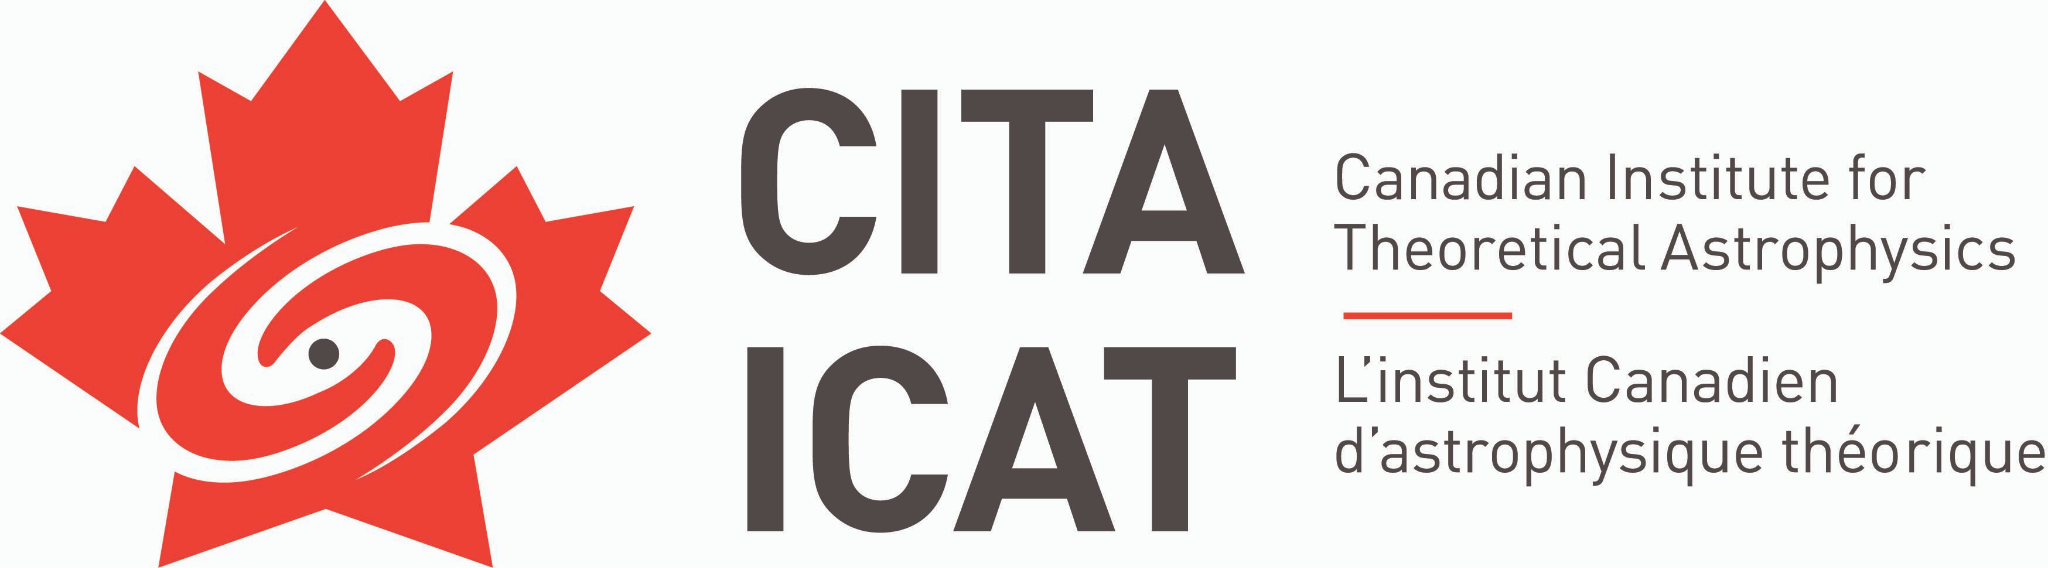 CITA
ICAT
Canadian Institute for
Theoretical Astrophysics
L’institut Canadien
d’astrophysique théorique